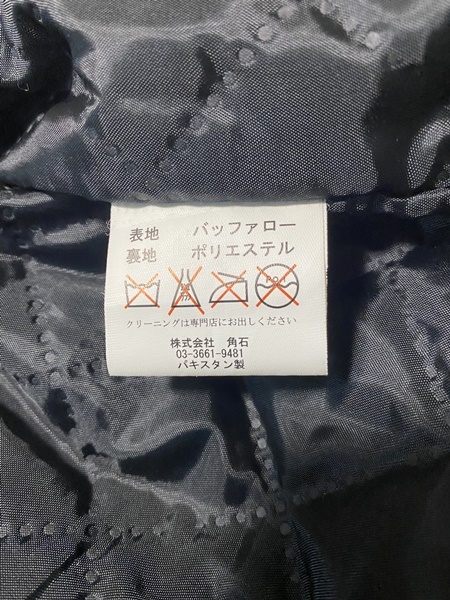 表地 バッファロー
裏地 ポリエステル
クリーニングは専門店にお出しください
株式会社 角石
03-3661-9481
パキスタン製